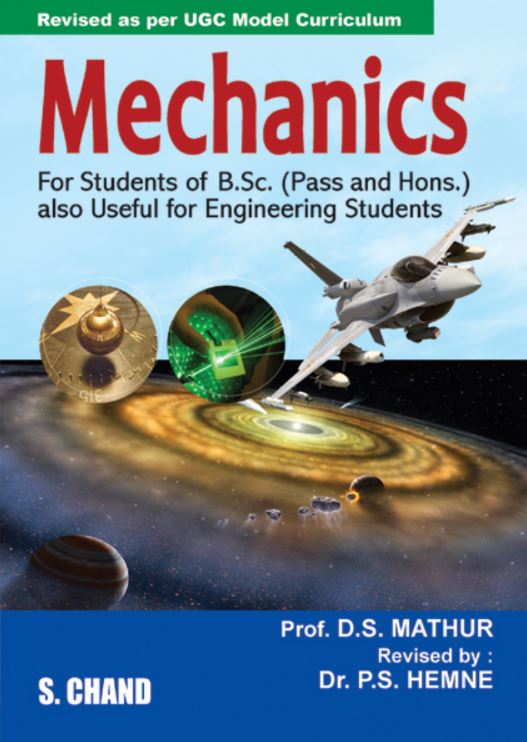 Revised as per UGC Model Curriculum
Mechanics
For Students of B.Sc. (Pass and Hons.)
also Useful for Engineering Students
315
Prof. D.S. MATHUR
Revised by :
Dr. P.S. HEMNE
S. CHAND